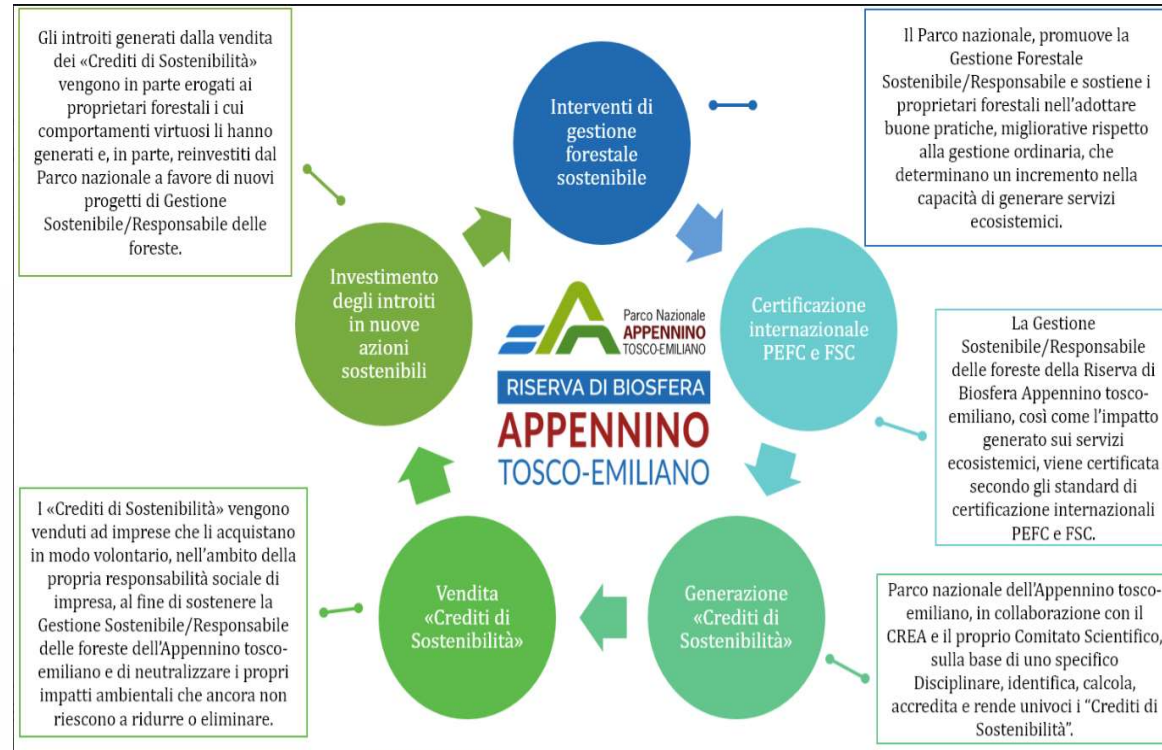 Gli introiti generati dalla vendita
dei «Crediti di Sostenibilità»
vengono in parte erogati ai
proprietari forestali i cui
comportamenti virtuosi li hanno
generati e, in parte, reinvestiti dal
Parco nazionale a favore di nuovi
progetti di Gestione
Sostenibile/Responsabile delle
foreste.
Interventi di
gestione
forestale
sostenibile
Il Parco nazionale, promuove la
Gestione Forestale
Sostenibile/Responsabile e sostiene i
proprietari forestali nell’adottare
buone pratiche, migliorative rispetto
alla gestione ordinaria, che
determinano un incremento nella
capacità di generare servizi
ecosistemici.
Investimento
degli introiti
in nuove
azioni
sostenibili
Parco Nazionale
APPENNINO
TOSCO-EMILIANO
RISERVA DI BIOSFERA
APPENNINO
TOSCO-EMILIANO
Certificazione
internazionale
PEFC e FSC
La Gestione
Sostenibile/Responsabile
delle foreste della Riserva di
Biosfera Appennino tosco-
emiliano, così come l’impatto
generato sui servizi
ecosistemici, viene certificata
secondo gli standard di
certificazione internazionali
PEFC e FSC.
I «Crediti di Sostenibilità» vengono
venduti ad imprese che li acquistano
in modo volontario, nell’ambito della
propria responsabilità sociale di
impresa, al fine di sostenere la
Gestione Sostenibile/Responsabile
delle foreste dell’Appennino tosco-
emiliano e di neutralizzare i propri
impatti ambientali che ancora non
riescono a ridurre o eliminare.
Vendita
«Crediti di
Sostenibilità»
Generazione
«Crediti di
Sostenibilità»
Parco nazionale dell’Appennino tosco-
emiliano, in collaborazione con il
CREA e il proprio Comitato Scientifico,
sulla base di uno specifico
Disciplinare, identifica, calcola,
accredita e rende univoci i “Crediti di
Sostenibilità”.